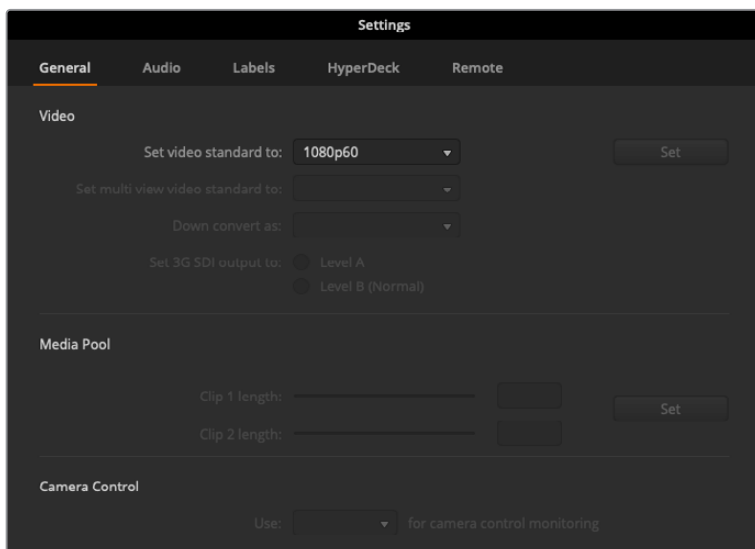 Settings
General Audio Labels HyperDeck Remote
Video
Set video standard to: 1080p60 Set
Set multi view video standard to:
Down convert as:
Set 3G SDI output to: Level A
Level B (Normal)
Media Pool
Clip 1 length:
Set
Clip 2 length:
Camera Control
Use: for camera control monitoring